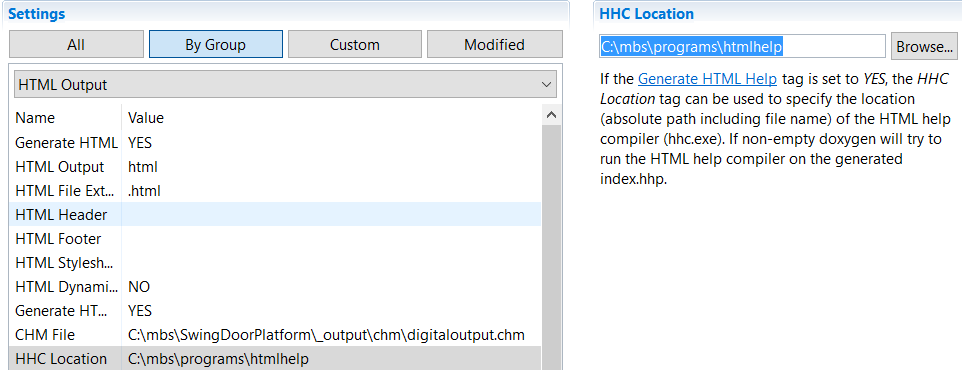 Settings
All By Group Custom Modified
HTML Output
Name Value
Generate HTML YES
HTML Output html
HTML File Ext... .html
HTML Header
HTML Footer
HTML Stylesh...
HTML Dynami... NO
Generate HT... YES
CHM File C:\mbs\SwingDoorPlatform\_output\chm\digitaloutput.chm
HHC Location C:\mbs\programs\htmlhelp
HHC Location
C:\mbs\programs\htmlhelp Browse...
If the Generate HTML Help tag is set to YES, the HHC
Location tag can be used to specify the location
(absolute path including file name) of the HTML help
compiler (hhc.exe). If non-empty doxygen will try to
run the HTML help compiler on the generated
index.hhp.